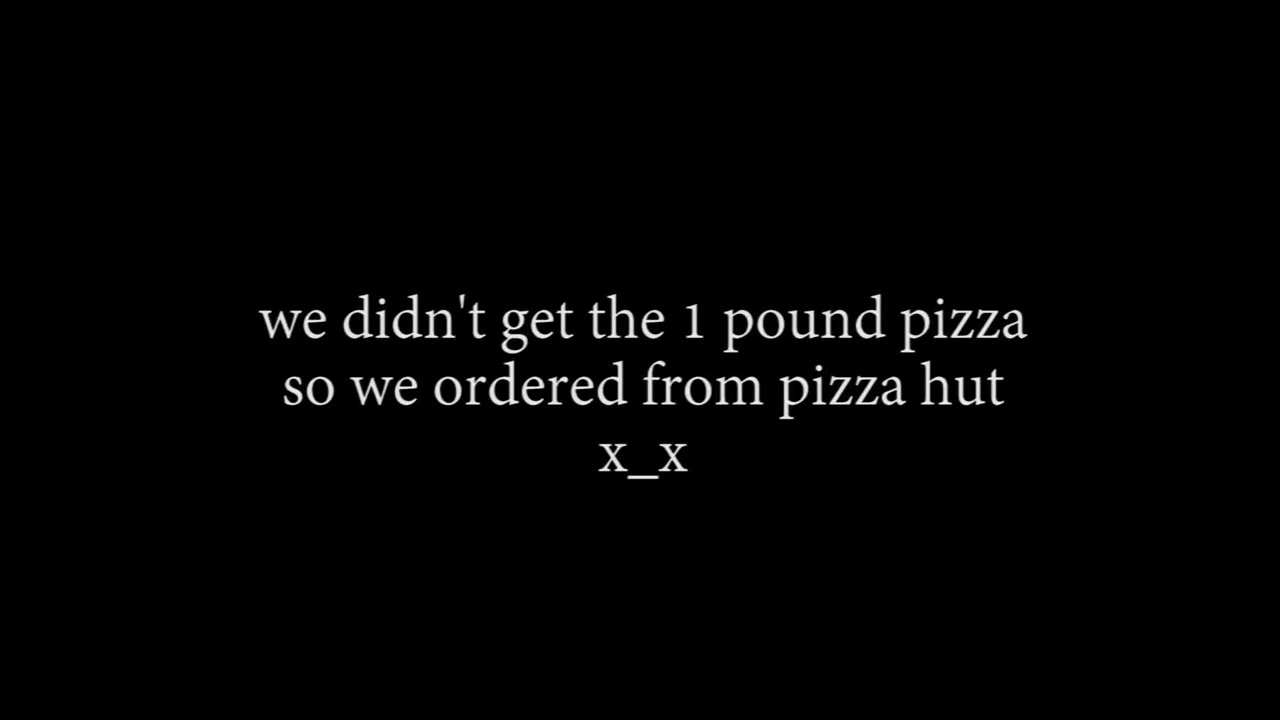 we didn't get the 1 pound pizza
so we ordered from pizza hut
x_x